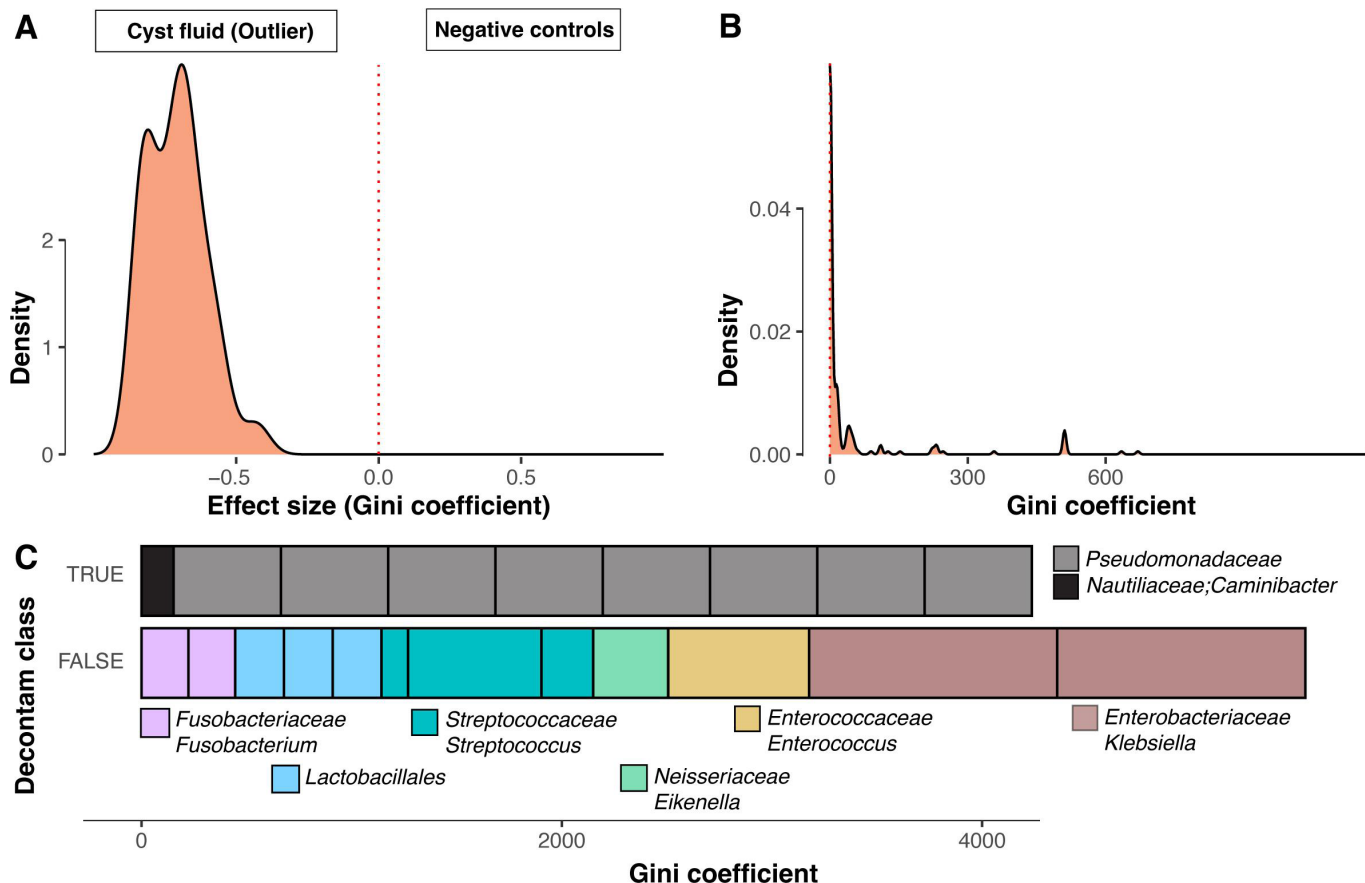 A
Cyst fluid (Outlier)
Negative controls
Density
2
1
0
−0.5
0.0
0.5
Effect size (Gini coefficient)
B
Density
0.04
0.02
0.00
0
300
600
Gini coefficient
C
Decontam class
TRUE
FALSE
Pseudomonadaceae
Nautiliaceae;Caminibacter
Fusobacteriaceae
Fusobacterium
Streptococcaceae
Streptococcus
Enterococcaceae
Enterococcus
Enterobacteriaceae
Klebsiella
Lactobacillales
Neisseriaceae
Eikenella
0
2000
4000
Gini coefficient